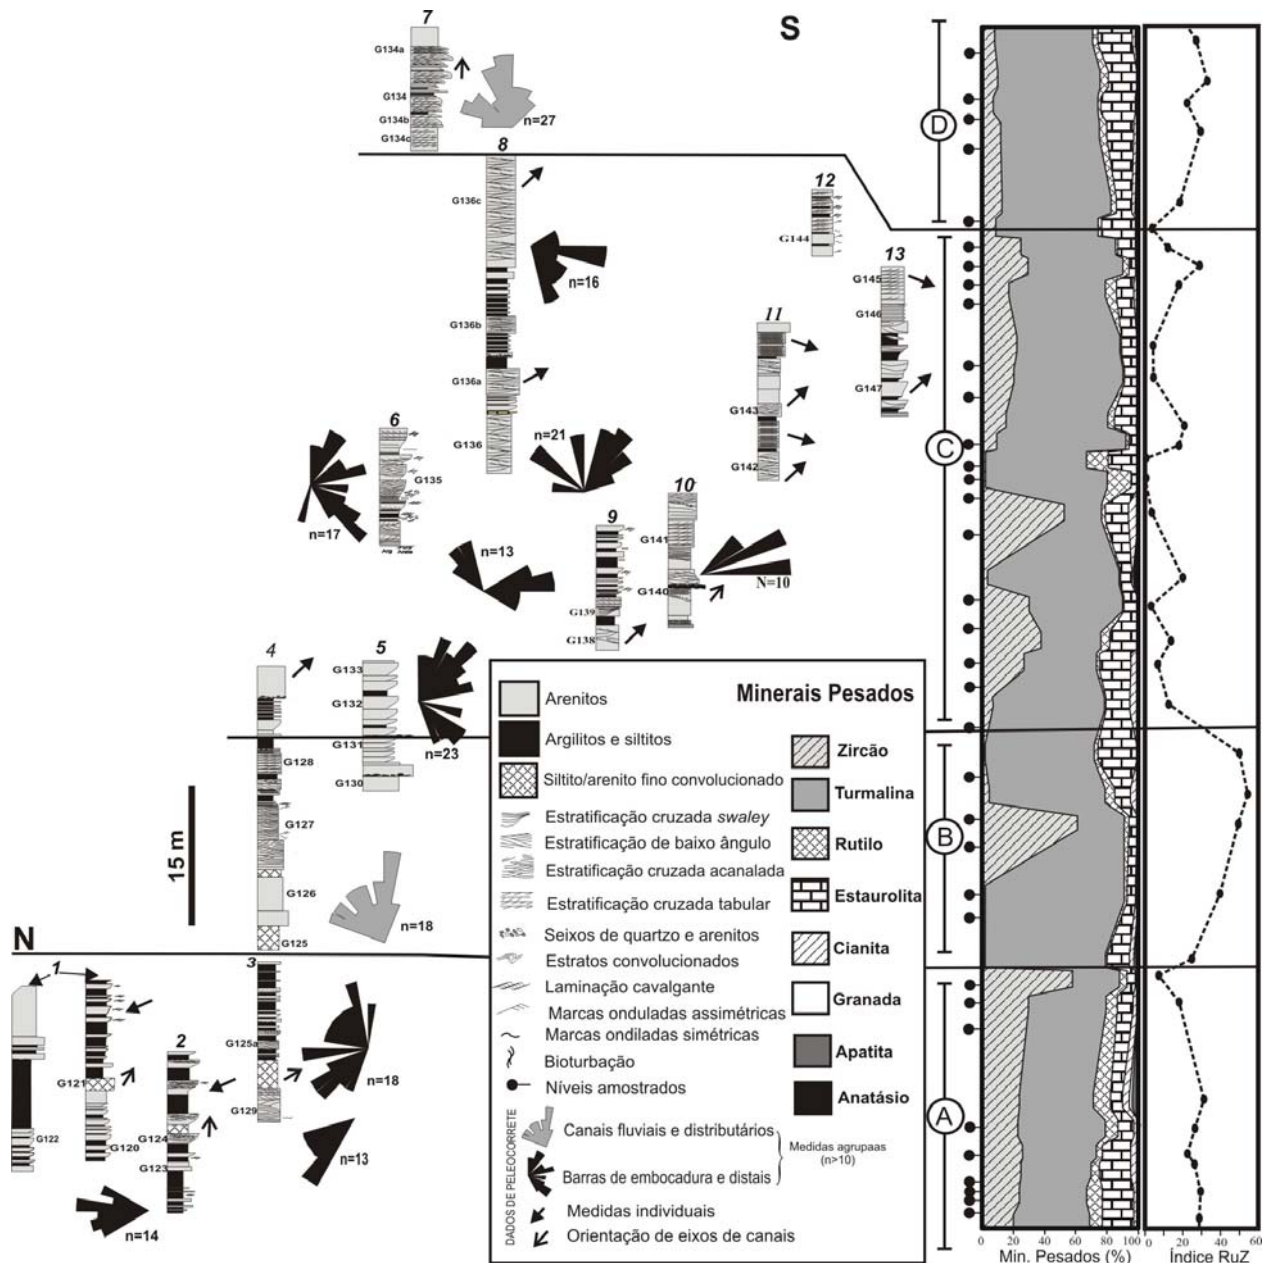 7
S
G134a
G134
G134b
G134c
n=27
8
G136c
n=16
G136b
G136a
G136
12
G144
13
G145
G146
G147
11
G143
G142
6
G135
n=17
n=21
10
G141
G140
N=10
9
G139
G138
n=13
4
5
G133
G132
G131
G130
n=23
G128
G127
G126
G125
n=18
15 m
N
1
G122
G121
G120
2
G124
G123
n=14
3
G125a
G129
n=18
n=13
Minerais Pesados
Arenitos
Argilitos e siltitos
Siltito/arenito fino convolucionado
Estratificação cruzada swaley
Estratificação de baixo ângulo
Estratificação cruzada acanalada
Estratificação cruzada tabular
Seixos de quartzo e arenitos
Estratos convolucionados
Laminação cavalgante
Marcas onduladas assimétricas
Marcas ondiladas simétricas
Bioturbação
Níveis amostrados
Zircão
Turmalina
Rutilo
Estaurolita
Cianita
Granada
Apatita
Anatásio
DADOS DE PELEOCORRETE
Canais fluviais e distributários
Barras de embocadura e distais
Medidas agrupaas
(n>10)
Medidas individuais
Orientação de eixos de canais
D
C
B
A
0 20 40 60 80 100
Min. Pesados (%)
0 20 40 60
Índice RuZ